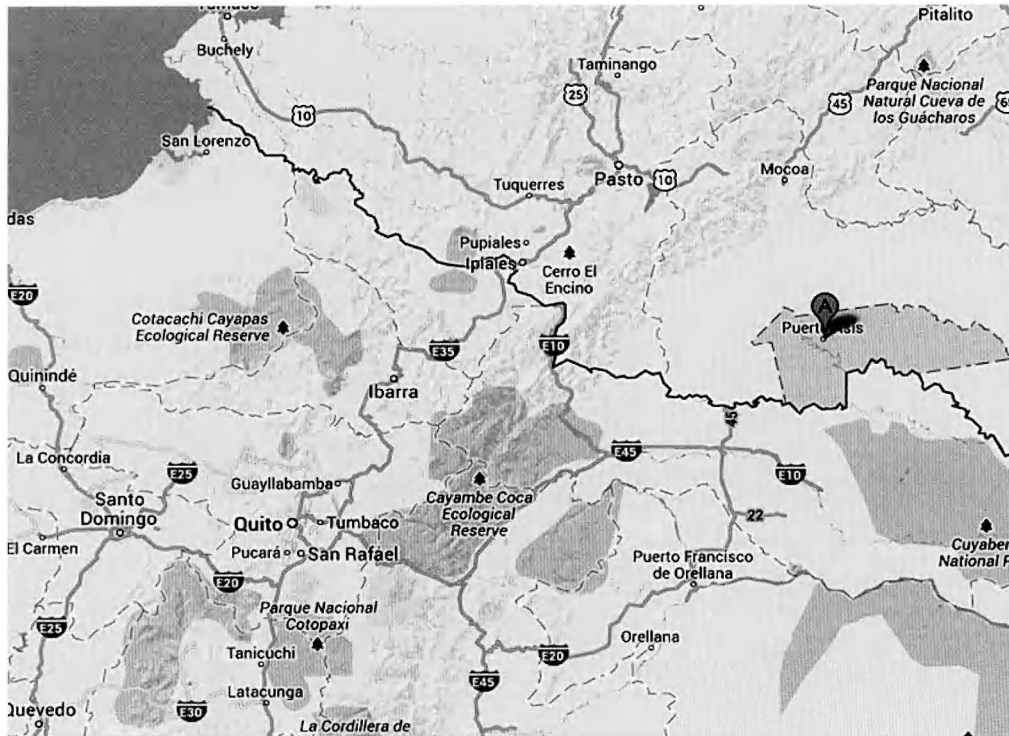 Buchely
Pitalito
Taminango
25
Parque Nacional
Natural Cueva de
los Guácharos
45
65
10
San Lorenzo
Pasto
10
Mocoa
Tuquerres
das
Pupiales
Ipiales
Cerro El
Encino
E20
Cotacachi Cayapas
Ecological Reserve
E35
E10
A
Quinindé
Ibarra
45
La Concordia
E25
E45
E10
Guayllabamba
Cayambe Coca
Ecological
Reserve
Santo
Domingo
Quito
Tumbaco
22
El Carmen
Pucará
San Rafael
Puerto Francisco
de Orellana
E20
Parque Nacional
Cotopaxi
E25
Orellana
Tanicuchi
E20
Latacunga
E45
E30
Quevedo
La Cordillera de